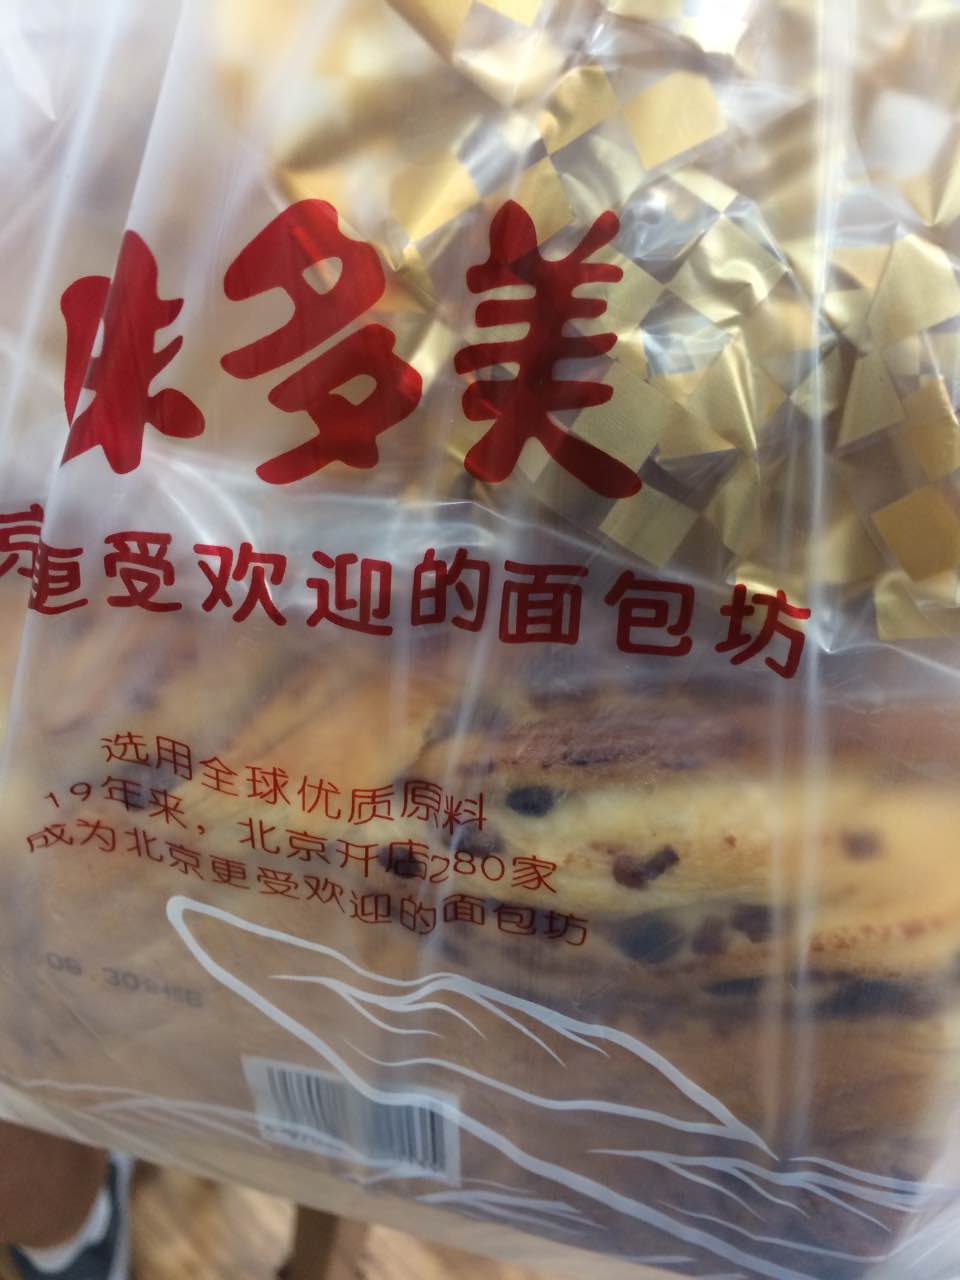 味多美
京更受欢迎的面包坊
选用全球优质原料
19年来，北京开店280家
成为北京更受欢迎的面包坊